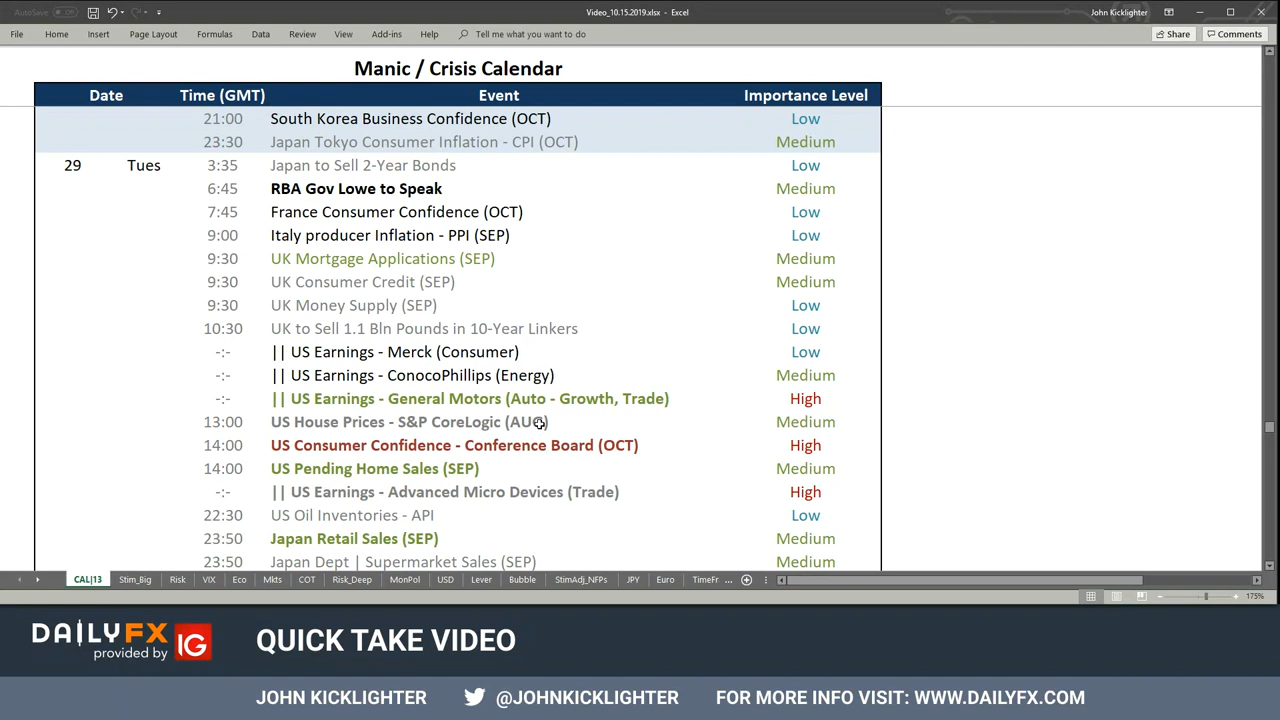 AutoSave Off
Video_10.15.2019.xlsx - Excel
John Kicklighter
File Home Insert Page Layout Formulas Data Review View Add-ins Help Tell me what you want to do Share Comments
Manic / Crisis Calendar
Date Time (GMT) Event Importance Level
21:00 South Korea Business Confidence (OCT) Low
23:30 Japan Tokyo Consumer Inflation - CPI (OCT) Medium
29 Tues 3:35 Japan to Sell 2-Year Bonds Low
6:45 RBA Gov Lowe to Speak Medium
7:45 France Consumer Confidence (OCT) Low
9:00 Italy producer Inflation - PPI (SEP) Low
9:30 UK Mortgage Applications (SEP) Medium
9:30 UK Consumer Credit (SEP) Medium
9:30 UK Money Supply (SEP) Low
10:30 UK to Sell 1.1 Bln Pounds in 10-Year Linkers Low
-:- || US Earnings - Merck (Consumer) Low
-:- || US Earnings - ConocoPhillips (Energy) Medium
-:- || US Earnings - General Motors (Auto - Growth, Trade) High
13:00 US House Prices - S&P CoreLogic (AUG) Medium
14:00 US Consumer Confidence - Conference Board (OCT) High
14:00 US Pending Home Sales (SEP) Medium
-:- || US Earnings - Advanced Micro Devices (Trade) High
22:30 US Oil Inventories - API Low
23:50 Japan Retail Sales (SEP) Medium
23:50 Japan Dept | Supermarket Sales (SEP) Medium
CAL|13 Stim_Big Risk VIX Eco Mkts COT Risk_Deep MonPol USD Lever Bubble StimAdj_NFPs JPY Euro TimeFr ...
175%
DAILYFX provided by IG
QUICK TAKE VIDEO
JOHN KICKLIGHTER @JOHNKICKLIGHTER FOR MORE INFO VISIT: WWW.DAILYFX.COM